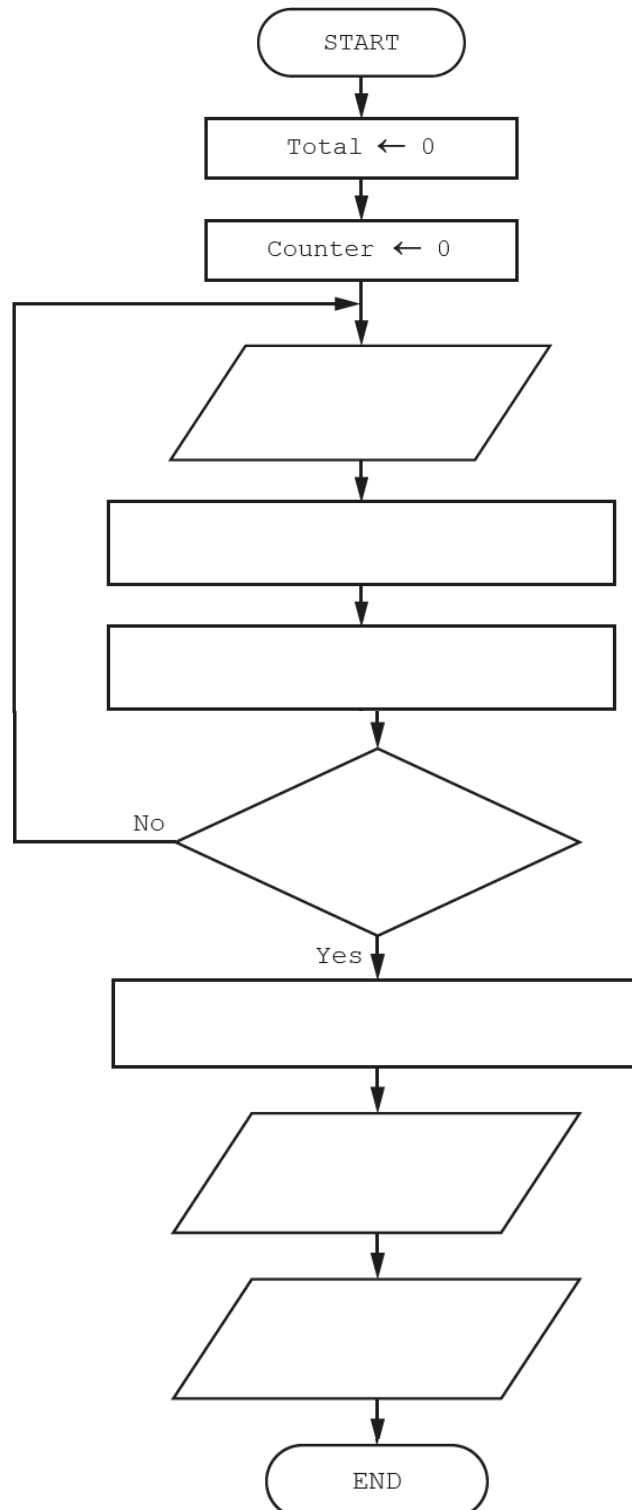 START
Total ← 0
Counter ← 0
No
Yes
END